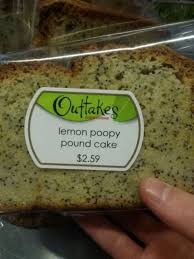 Outtakes
lemon poopy
pound cake
$2.59